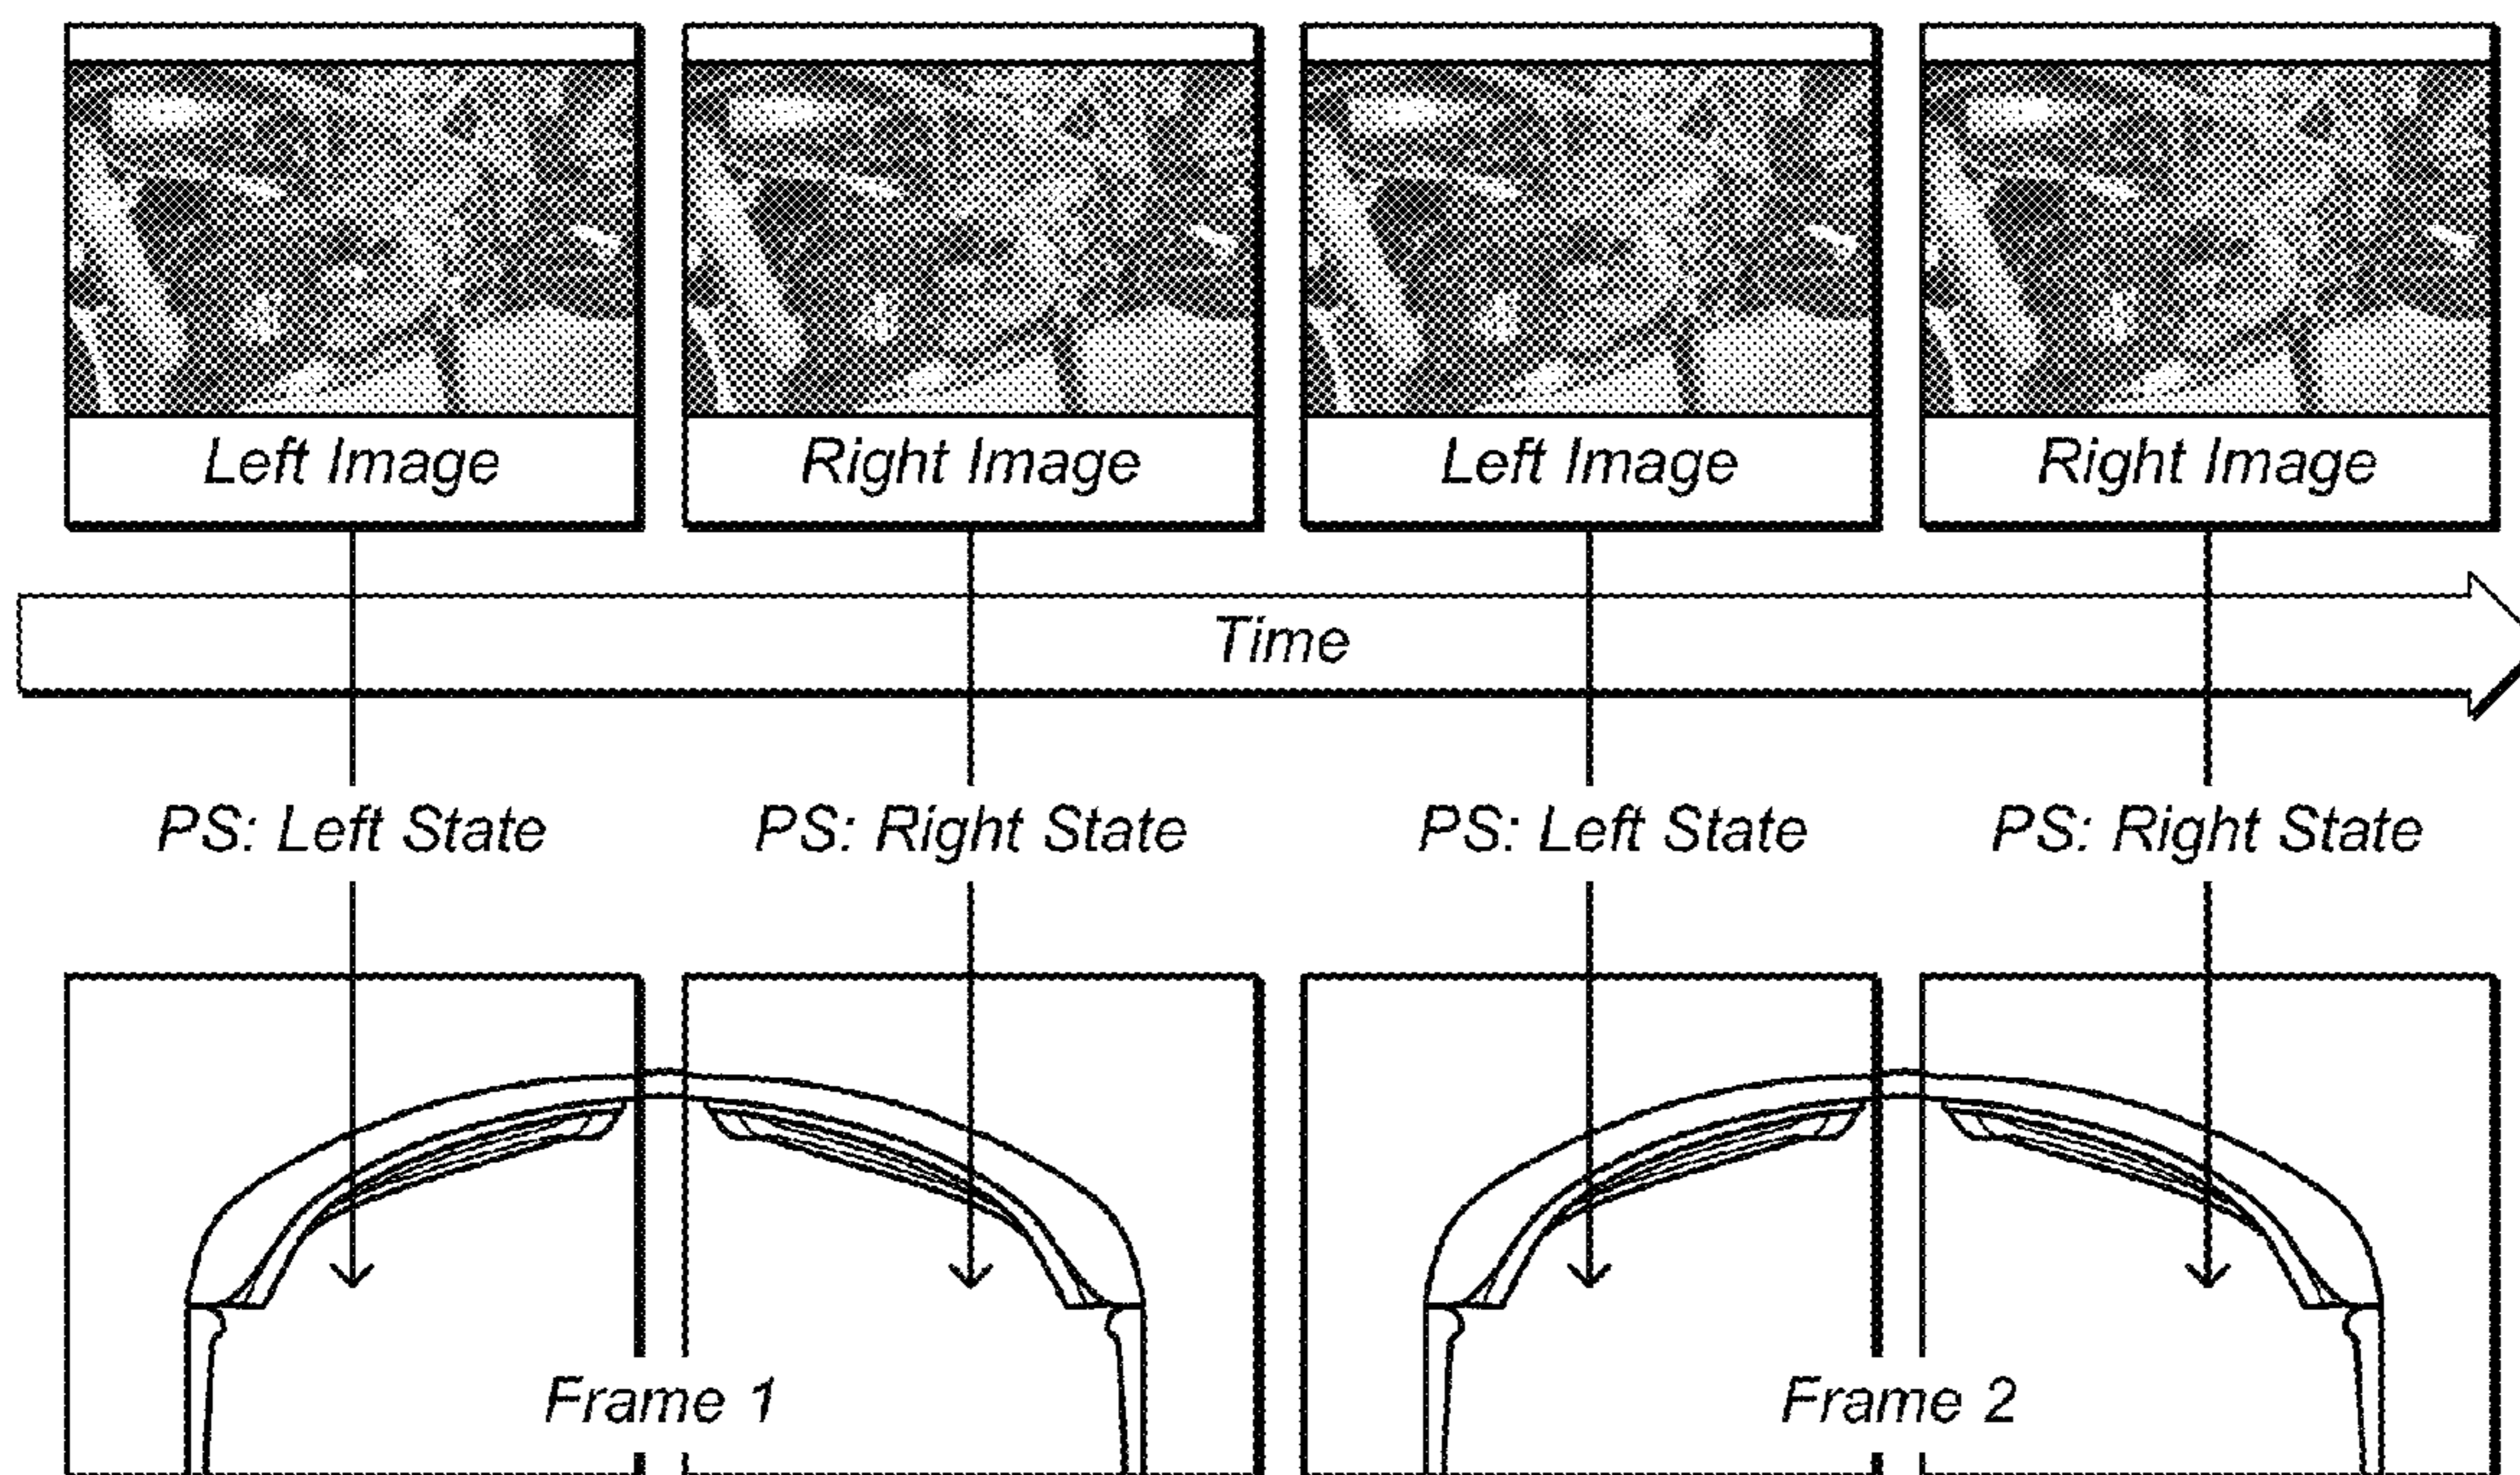 Left Image
Right Image
Left Image
Right Image
Time
PS: Left State
PS: Right State
PS: Left State
PS: Right State
Frame 1
Frame 2